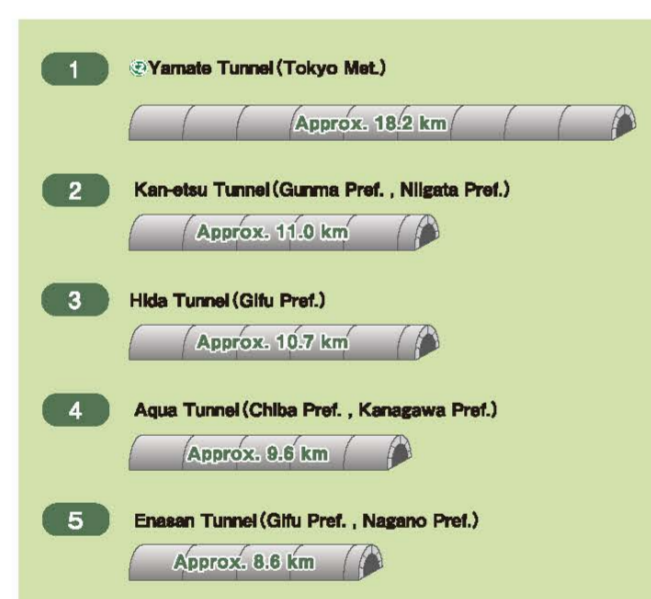 1
Yamate Tunnel (Tokyo Met.)
Approx. 18.2 km
2
Kan-etsu Tunnel (Gunma Pref. , Niigata Pref.)
Approx. 11.0 km
3
Hida Tunnel (Gifu Pref.)
Approx. 10.7 km
4
Aqua Tunnel (Chiba Pref. , Kanagawa Pref.)
Approx. 9.6 km
5
Enasan Tunnel (Gifu Pref. , Nagano Pref.)
Approx. 8.6 km